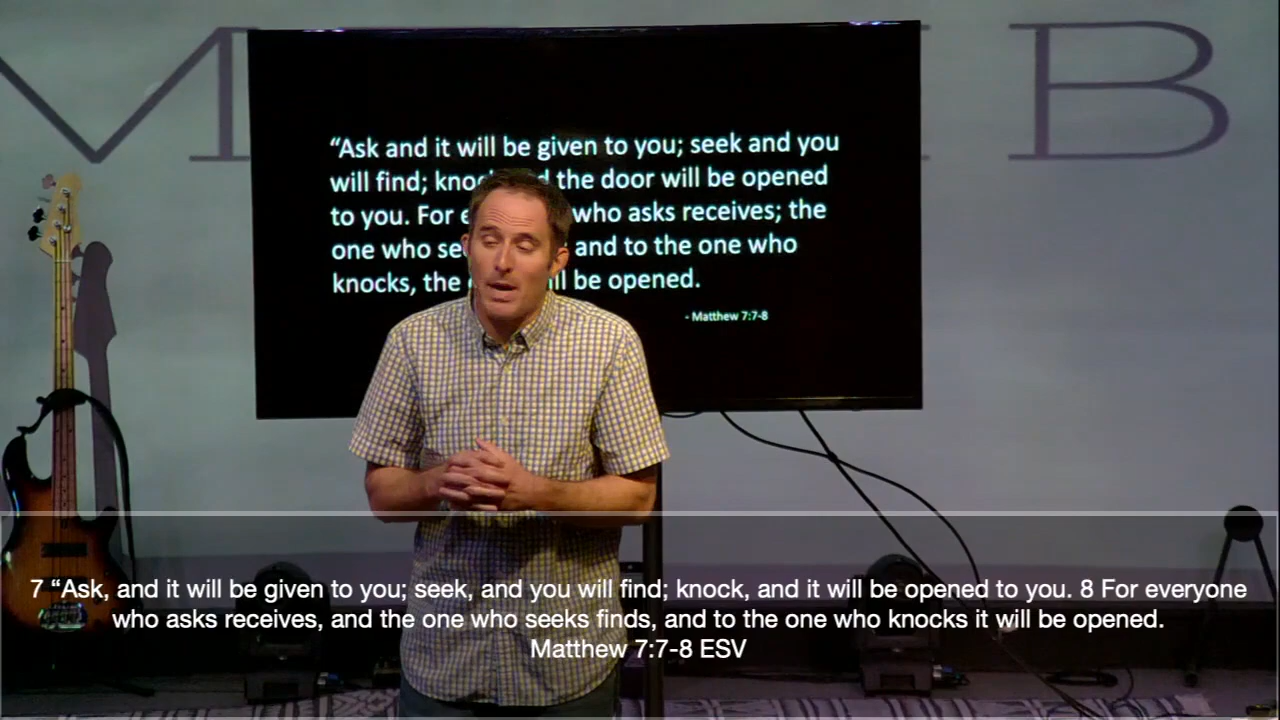 M B
“Ask and it will be given to you; seek and you
will find; knoc d the door will be opened
to you. For e who asks receives; the
one who se and to the one who
knocks, the ll be opened.
- Matthew 7:7-8
7 “Ask, and it will be given to you; seek, and you will find; knock, and it will be opened to you. 8 For everyone
who asks receives, and the one who seeks finds, and to the one who knocks it will be opened.
Matthew 7:7-8 ESV